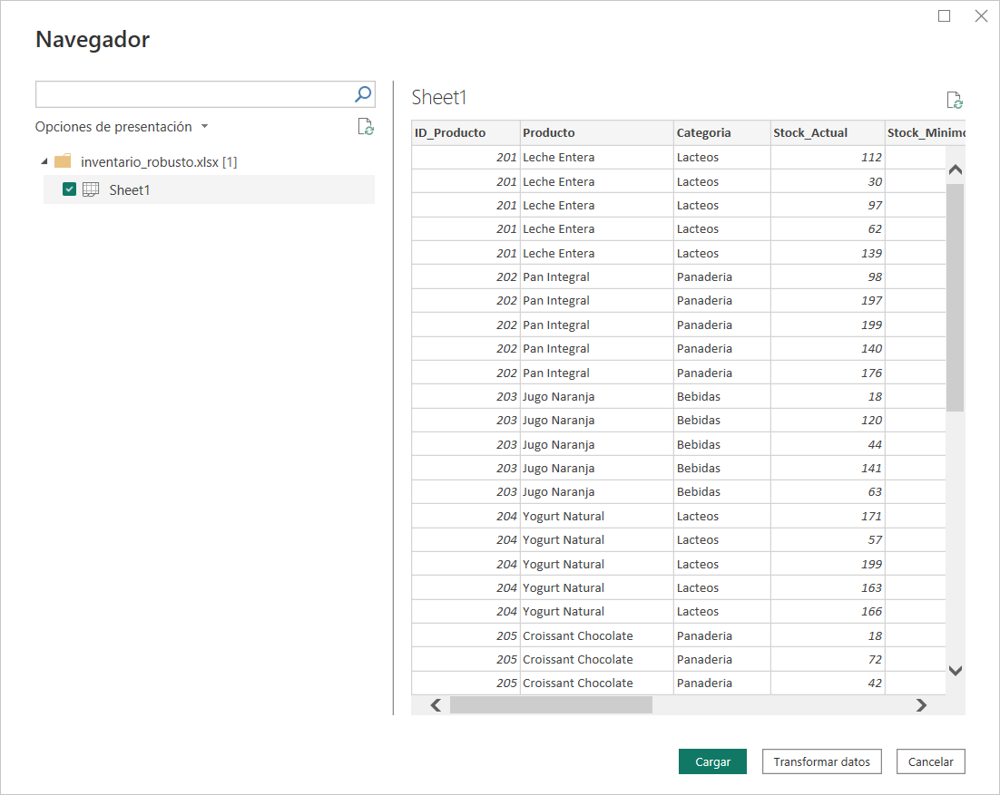 Navegador
Opciones de presentación
inventario_robusto.xlsx [1]
Sheet1
Sheet1
ID_Producto Producto Categoria Stock_Actual Stock_Minimo
201 Leche Entera Lacteos 112
201 Leche Entera Lacteos 30
201 Leche Entera Lacteos 97
201 Leche Entera Lacteos 62
201 Leche Entera Lacteos 139
202 Pan Integral Panaderia 98
202 Pan Integral Panaderia 197
202 Pan Integral Panaderia 199
202 Pan Integral Panaderia 140
202 Pan Integral Panaderia 176
203 Jugo Naranja Bebidas 18
203 Jugo Naranja Bebidas 120
203 Jugo Naranja Bebidas 44
203 Jugo Naranja Bebidas 141
203 Jugo Naranja Bebidas 63
204 Yogurt Natural Lacteos 171
204 Yogurt Natural Lacteos 57
204 Yogurt Natural Lacteos 199
204 Yogurt Natural Lacteos 163
204 Yogurt Natural Lacteos 166
205 Croissant Chocolate Panaderia 18
205 Croissant Chocolate Panaderia 72
205 Croissant Chocolate Panaderia 42
Cargar Transformar datos Cancelar